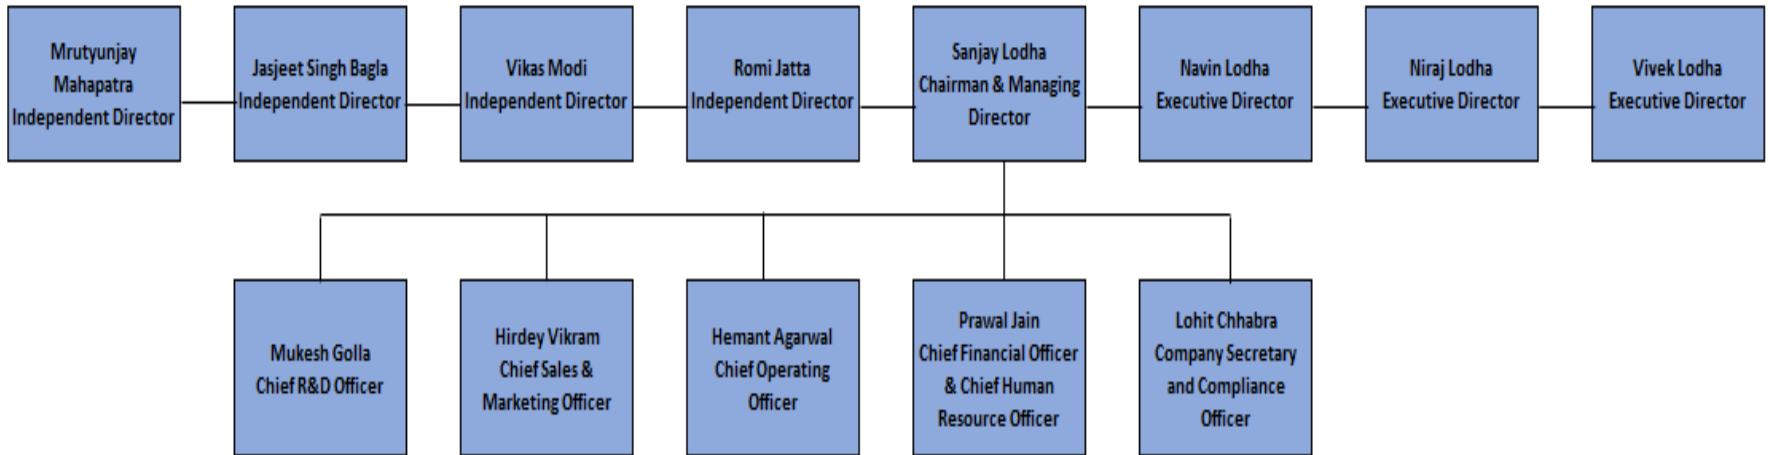 Mrutyunjay
Mahapatra
Independent Director
Jasjeet Singh Bagla
Independent Director
Vikas Modi
Independent Director
Romi Jatta
Independent Director
Sanjay Lodha
Chairman & Managing
Director
Navin Lodha
Executive Director
Niraj Lodha
Executive Director
Vivek Lodha
Executive Director
Mukesh Golla
Chief R&D Officer
Hirdey Vikram
Chief Sales &
Marketing Officer
Hemant Agarwal
Chief Operating
Officer
Prawal Jain
Chief Financial Officer
& Chief Human
Resource Officer
Lohit Chhabra
Company Secretary
and Compliance
Officer